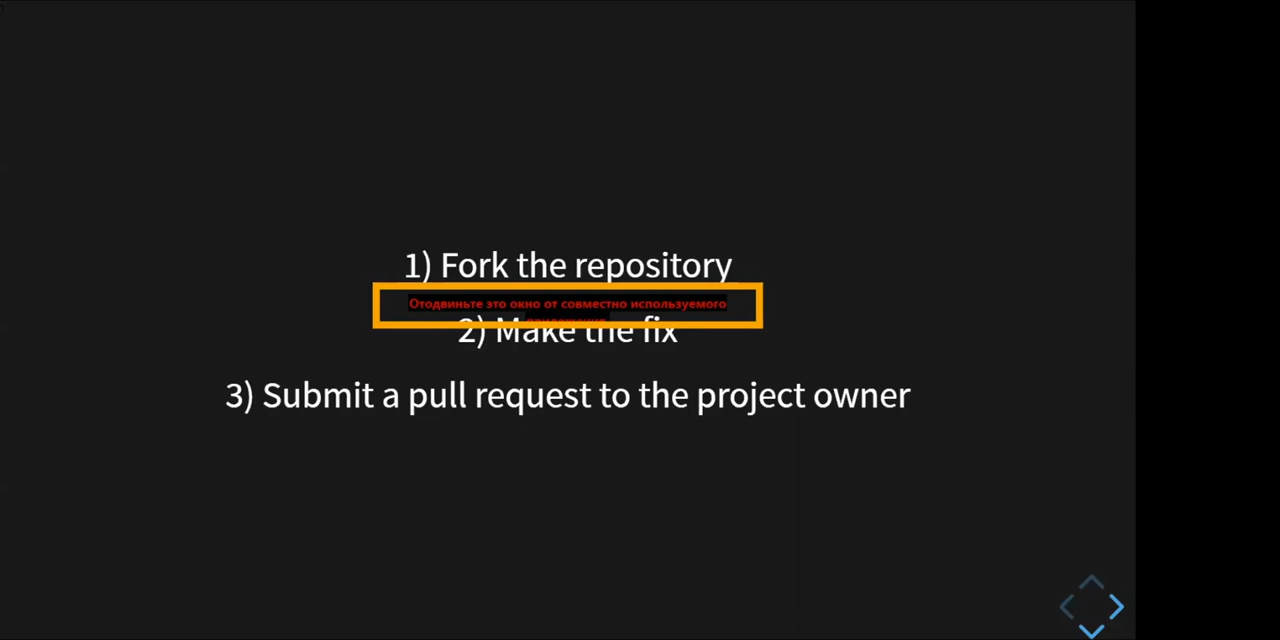 1) Fork the repository
Отодвиньте это окно от совместно используемого
приложения
2) Make the fix
3) Submit a pull request to the project owner